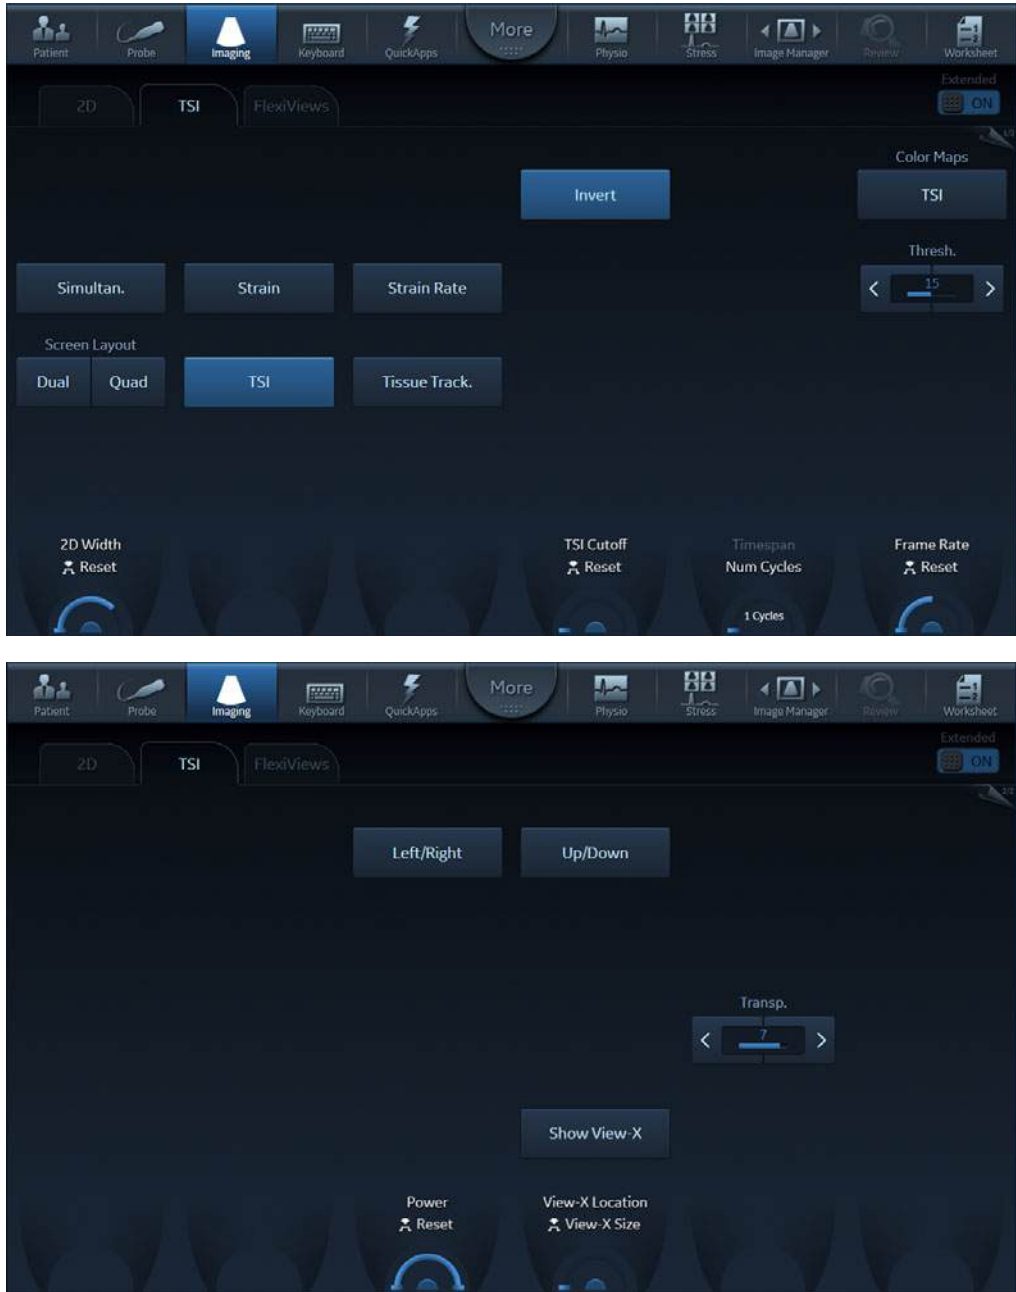 More
Patient Probe Imaging Keyboard QuickApps Physio Stress Image Manager Review Worksheet
Extended
2D TSI FlexiViews ON
1/2
Color Maps
Invert TSI
Thresh.
Simultan. Strain Strain Rate 15
Screen Layout
Dual Quad TSI Tissue Track.
2D Width TSI Cutoff Timespan Frame Rate
Reset Reset Num Cycles Reset
1 Cycles
More
Patient Probe Imaging Keyboard QuickApps Physio Stress Image Manager Review Worksheet
Extended
2D TSI FlexiViews ON
2/2
Left/Right Up/Down
Transp.
7
Show View-X
Power View-X Location
Reset View-X Size